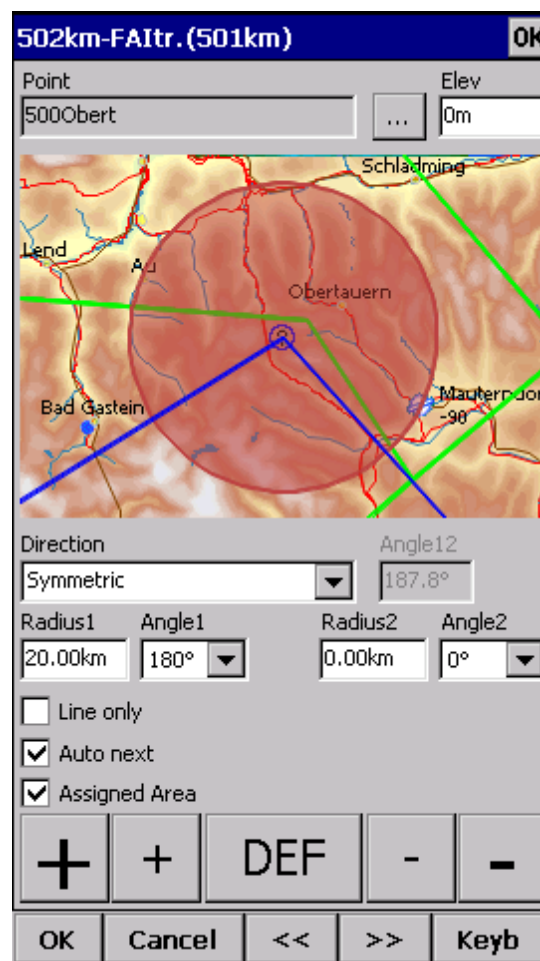 502km-FAItr.(501km) OK
Point Elev
500Obert ... 0m
Schladming
Lend
Au
Obertauern
Mauterndor
-90
Bad Gastein
Direction Angle12
Symmetric 187.8°
Radius1 Angle1 Radius2 Angle2
20.00km 180° 0.00km 0°
Line only
Auto next
Assigned Area
+ + DEF - -
OK Cancel << >> Keyb